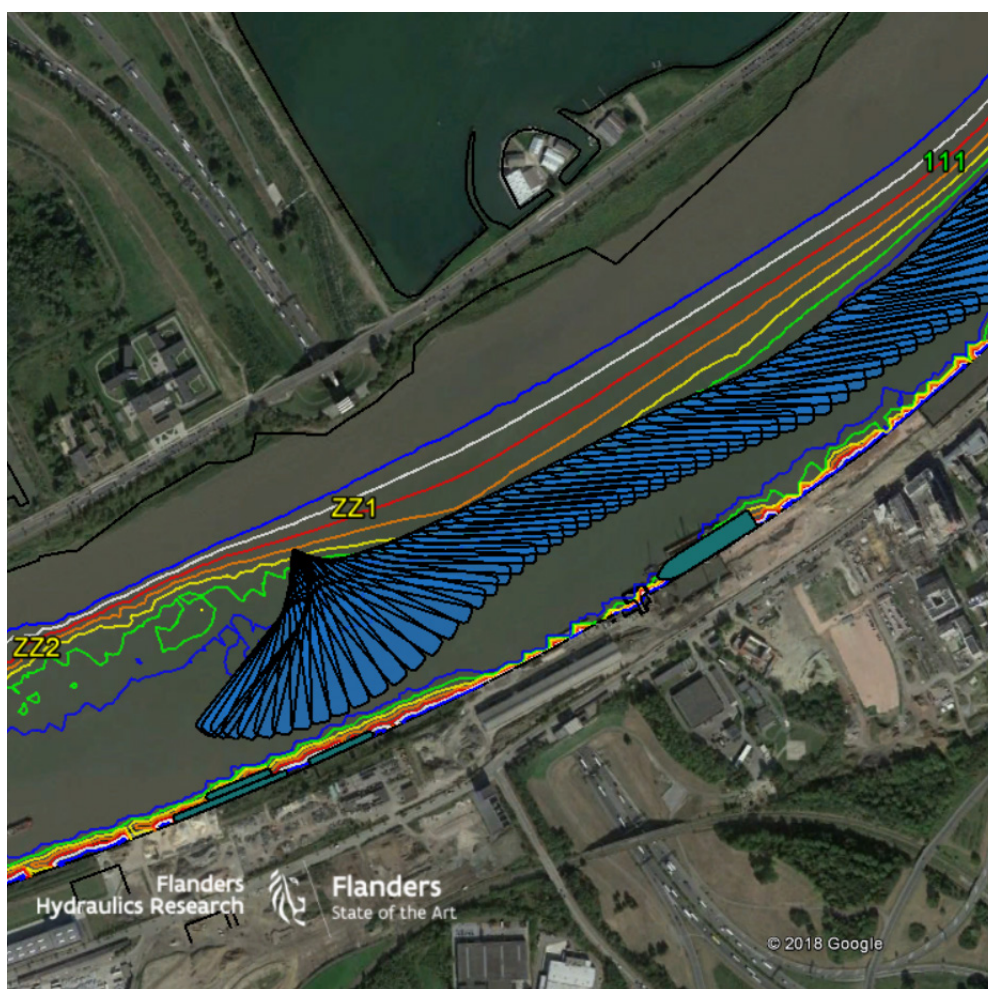 111
ZZ1
ZZ2
Flanders
Hydraulics Research
Flanders
State of the Art
© 2018 Google